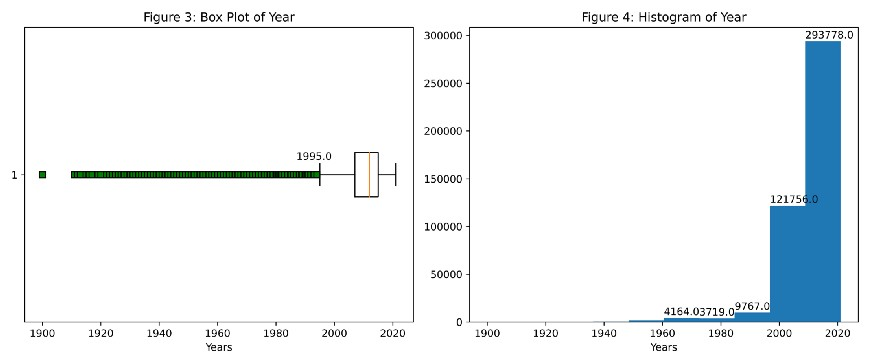 Figure 3: Box Plot of Year
1995.0
1
1900 1920 1940 1960 1980 2000 2020
Years
Figure 4: Histogram of Year
300000
250000
200000
150000
100000
50000
0
293778.0
121756.0
4164.0 3719.0 9767.0
1900 1920 1940 1960 1980 2000 2020
Years